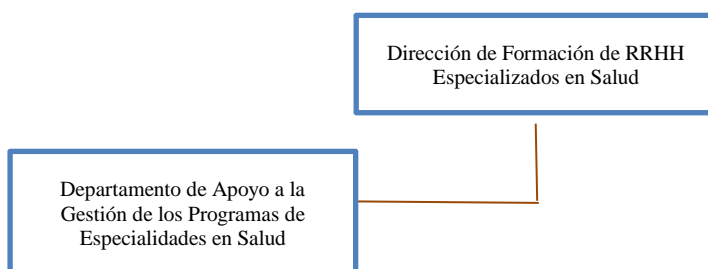 Dirección de Formación de RRHH
Especializados en Salud
Departamento de Apoyo a la
Gestión de los Programas de
Especialidades en Salud